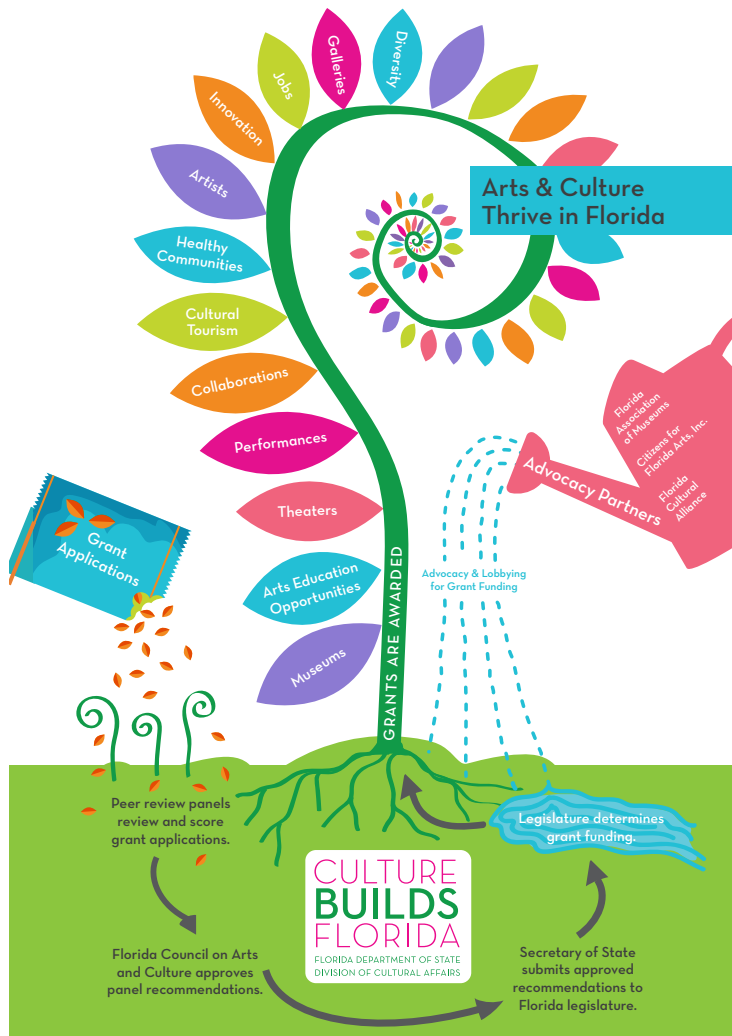 Diversity
Galleries
Jobs
Innovation
Artists
Healthy
Communities
Cultural
Tourism
Collaborations
Performances
Theaters
Arts Education
Opportunities
Museums
Arts & Culture
Thrive in Florida
Florida
Association
of Museums
Citizens for
Florida Arts, Inc.
Florida
Cultural
Alliance
Advocacy Partners
Advocacy & Lobbying
for Grant Funding
Grant
Applications
GRANTS ARE AWARDED
Peer review panels
review and score
grant applications.
Legislature determines
grant funding.
CULTURE
BUILDS
FLORIDA
FLORIDA DEPARTMENT OF STATE
DIVISION OF CULTURAL AFFAIRS
Florida Council on Arts
and Culture approves
panel recommendations.
Secretary of State
submits approved
recommendations to
Florida legislature.